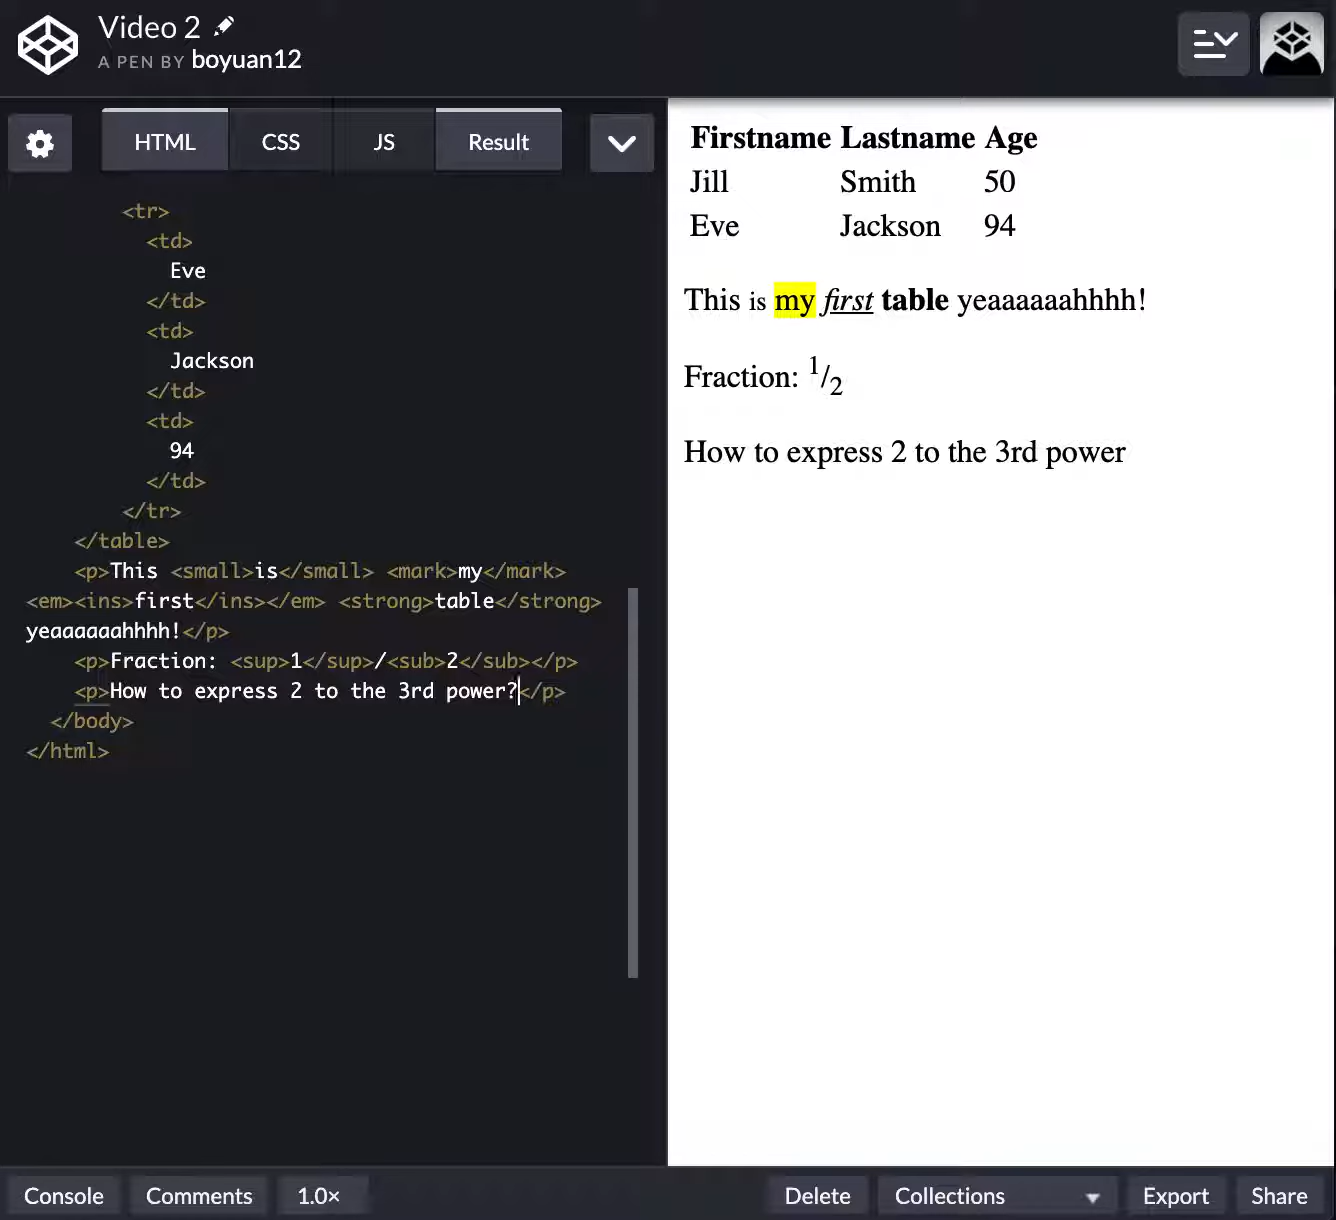 Video 2
A PEN BY boyuan12
HTML CSS JS Result
<tr>
<td>
Eve
</td>
<td>
Jackson
</td>
<td>
94
</td>
</tr>
</table>
<p>This <small>is</small> <mark>my</mark>
<em><ins>first</ins></em> <strong>table</strong>
yeaaaaaahhhh!</p>
<p>Fraction: <sup>1</sup>/<sub>2</sub></p>
<p>How to express 2 to the 3rd power?</p>
</body>
</html>
Firstname Lastname Age
Jill Smith 50
Eve Jackson 94
This is my first table yeaaaaaahhhh!
Fraction: 1/2
How to express 2 to the 3rd power
Console Comments 1.0× Delete Collections Export Share